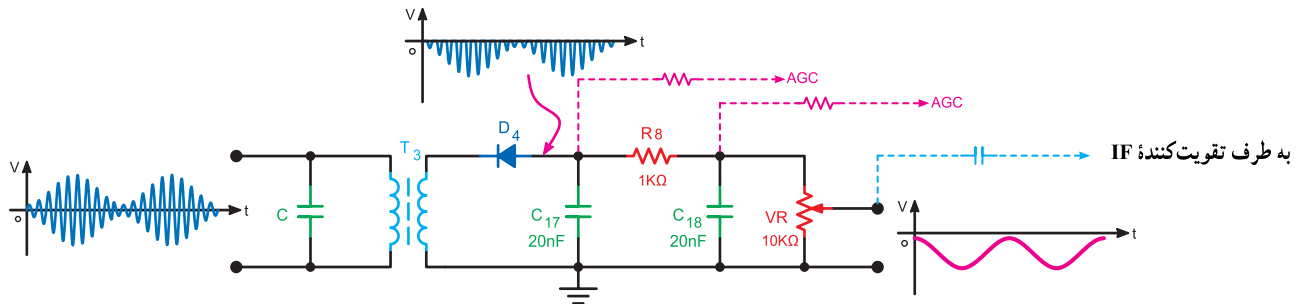 V
o
t
AGC
AGC
V
o
t
C
T3
D4
C17
20nF
R8
1KΩ
C18
20nF
VR
10KΩ
به طرف تقویت‌کنندهٔ IF
V
o
t